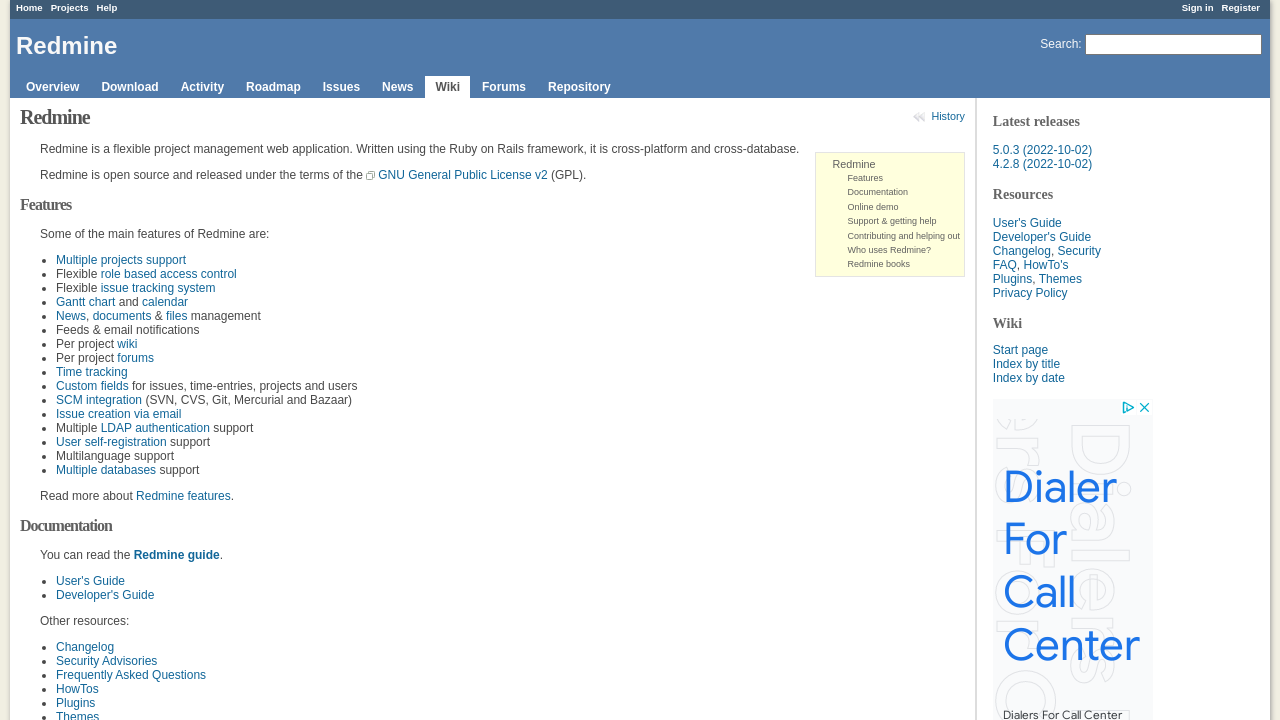 Home Projects Help
Sign in Register
Redmine
Search:
Overview Download Activity Roadmap Issues News Wiki Forums Repository
Redmine
History
Redmine is a flexible project management web application. Written using the Ruby on Rails framework, it is cross-platform and cross-database.
Redmine is open source and released under the terms of the GNU General Public License v2 (GPL).
Redmine
Features
Documentation
Online demo
Support & getting help
Contributing and helping out
Who uses Redmine?
Redmine books
Features
Some of the main features of Redmine are:
Multiple projects support
Flexible role based access control
Flexible issue tracking system
Gantt chart and calendar
News, documents & files management
Feeds & email notifications
Per project wiki
Per project forums
Time tracking
Custom fields for issues, time-entries, projects and users
SCM integration (SVN, CVS, Git, Mercurial and Bazaar)
Issue creation via email
Multiple LDAP authentication support
User self-registration support
Multilanguage support
Multiple databases support
Read more about Redmine features.
Documentation
You can read the Redmine guide.
User's Guide
Developer's Guide
Other resources:
Changelog
Security Advisories
Frequently Asked Questions
HowTos
Plugins
Themes
Latest releases
5.0.3 (2022-10-02)
4.2.8 (2022-10-02)
Resources
User's Guide
Developer's Guide
Changelog, Security
FAQ, HowTo's
Plugins, Themes
Privacy Policy
Wiki
Start page
Index by title
Index by date
Dialer
For
Call
Center
Dialers For Call Center